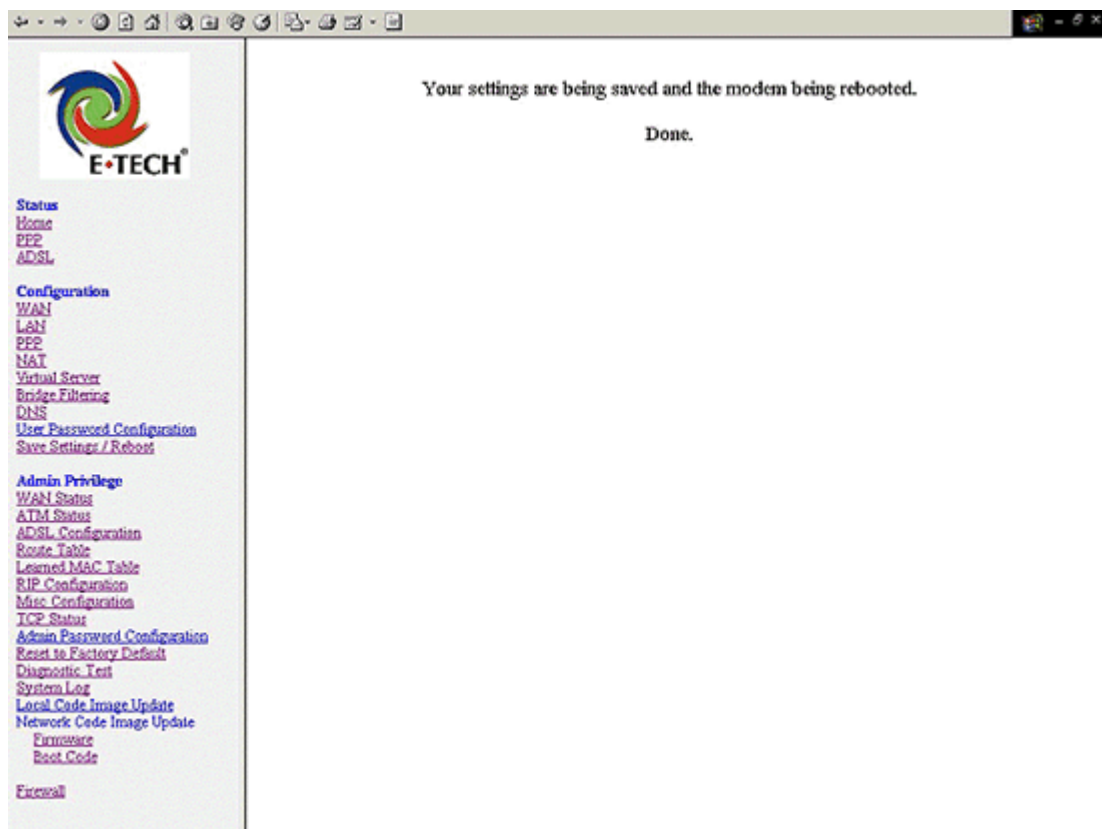 E•TECH®
Status
Home
PPP
ADSL
Configuration
WAN
LAN
PPP
NAT
Virtual Server
Bridge Filtering
DNS
User Password Configuration
Save Settings / Reboot
Admin Privilege
WAN Status
ATM Status
ADSL Configuration
Route Table
Learned MAC Table
RIP Configuration
Misc Configuration
TCP Status
Admin Password Configuration
Reset to Factory Default
Diagnostic Test
System Log
Local Code Image Update
Network Code Image Update
Firmware
Boot Code
Firewall
Your settings are being saved and the modem being rebooted.
Done.